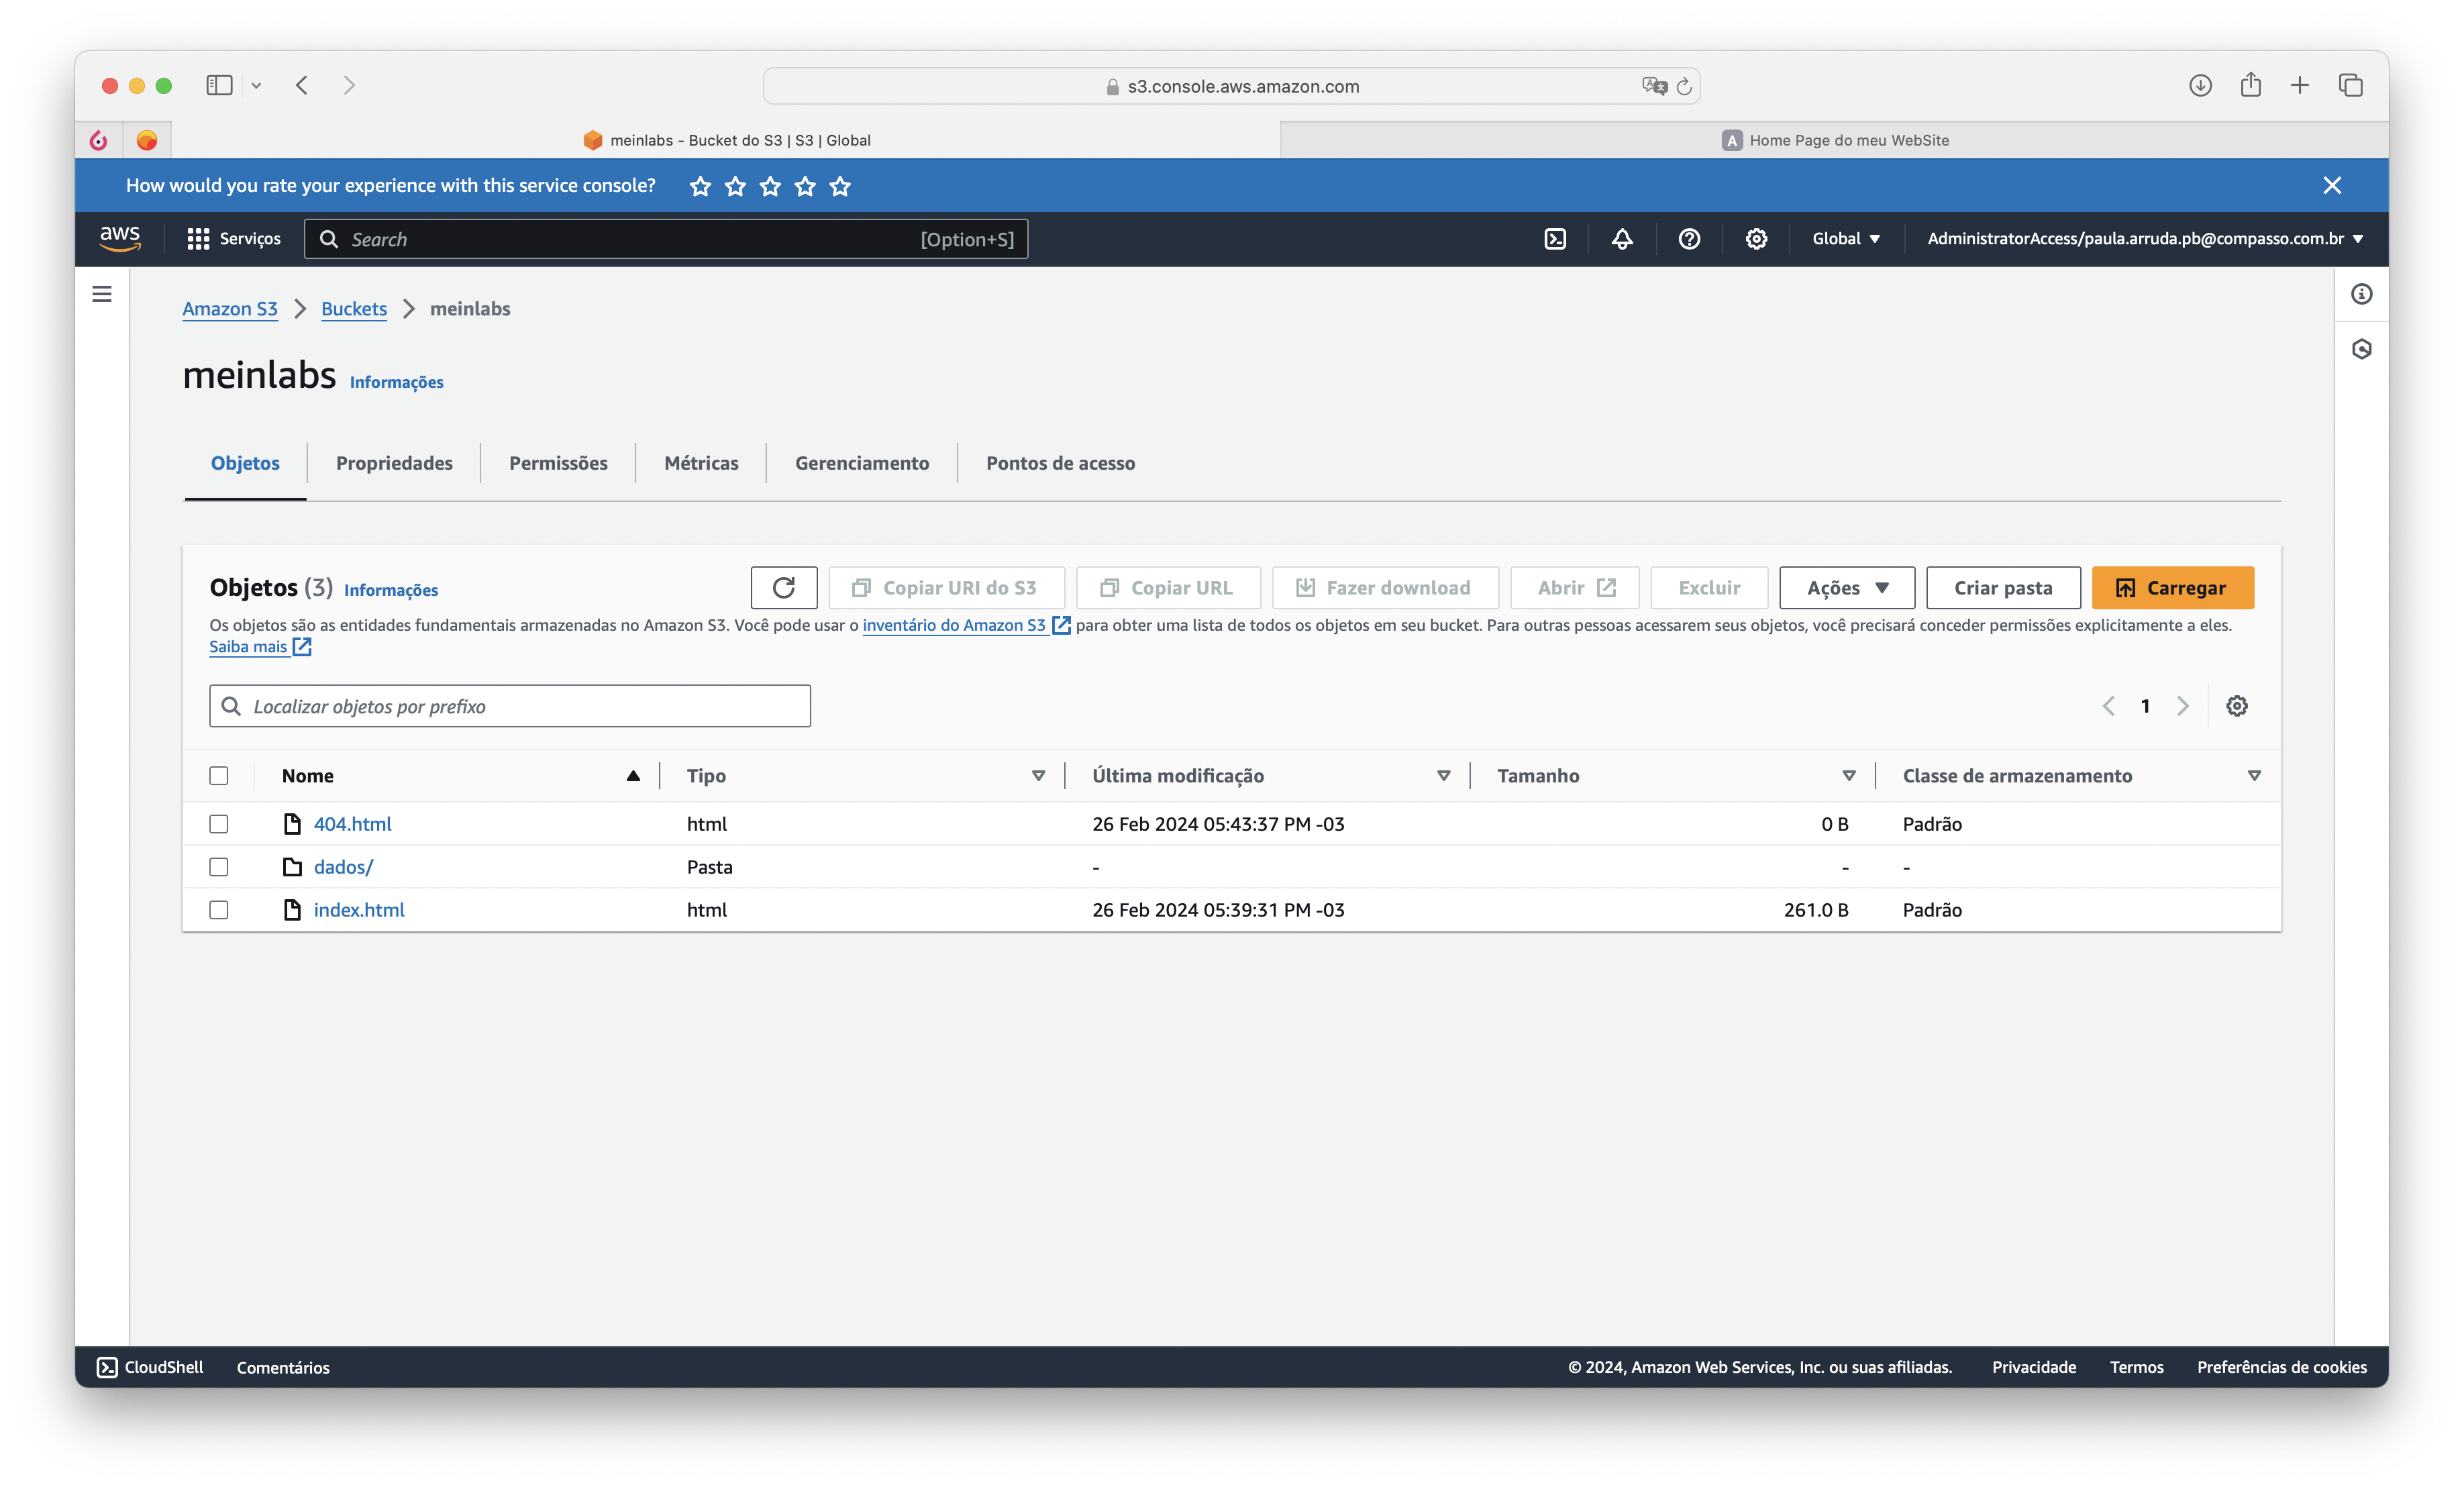 s3.console.aws.amazon.com
meinlabs - Bucket do S3 | S3 | Global
A Home Page do meu WebSite
How would you rate your experience with this service console?
aws Serviços Search [Option+S] Global AdministratorAccess/paula.arruda.pb@compasso.com.br
Amazon S3 Buckets meinlabs
meinlabs Informações
Objetos Propriedades Permissões Métricas Gerenciamento Pontos de acesso
Objetos (3) Informações Copiar URI do S3 Copiar URL Fazer download Abrir Excluir Ações Criar pasta Carregar
Os objetos são as entidades fundamentais armazenadas no Amazon S3. Você pode usar o inventário do Amazon S3 para obter uma lista de todos os objetos em seu bucket. Para outras pessoas acessarem seus objetos, você precisará conceder permissões explicitamente a eles.
Saiba mais
Localizar objetos por prefixo 1
Nome Tipo Última modificação Tamanho Classe de armazenamento
404.html html 26 Feb 2024 05:43:37 PM -03 0 B Padrão
dados/ Pasta - - -
index.html html 26 Feb 2024 05:39:31 PM -03 261.0 B Padrão
CloudShell Comentários © 2024, Amazon Web Services, Inc. ou suas afiliadas. Privacidade Termos Preferências de cookies